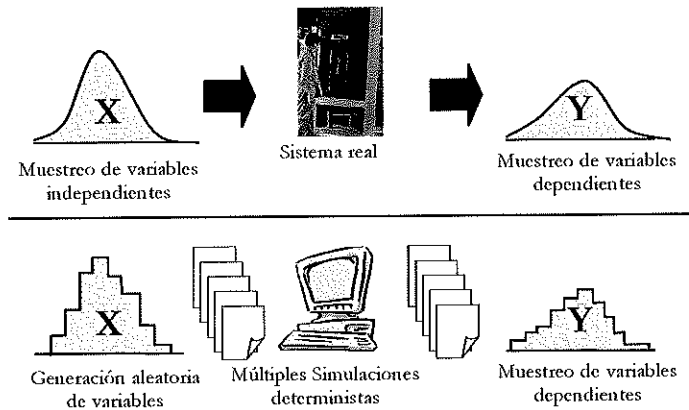 X
Y
Sistema real
Muestreo de variables
independientes
Muestreo de variables
dependientes
X
Y
Generación aleatoria
de variables
Múltiples Simulaciones
deterministas
Muestreo de variables
dependientes